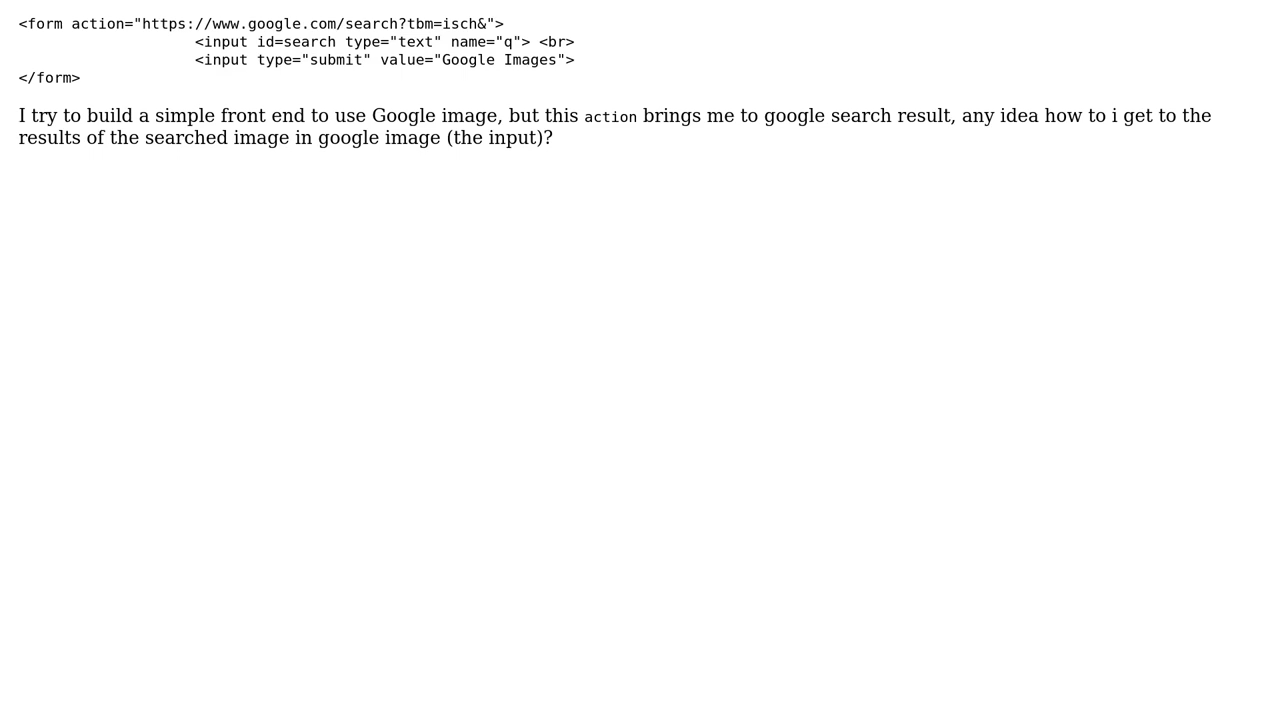 <form action="https://www.google.com/search?tbm=isch&">
                    <input id=search type="text" name="q"> <br>
                    <input type="submit" value="Google Images">
</form>
I try to build a simple front end to use Google image, but this action brings me to google search result, any idea how to i get to the
results of the searched image in google image (the input)?